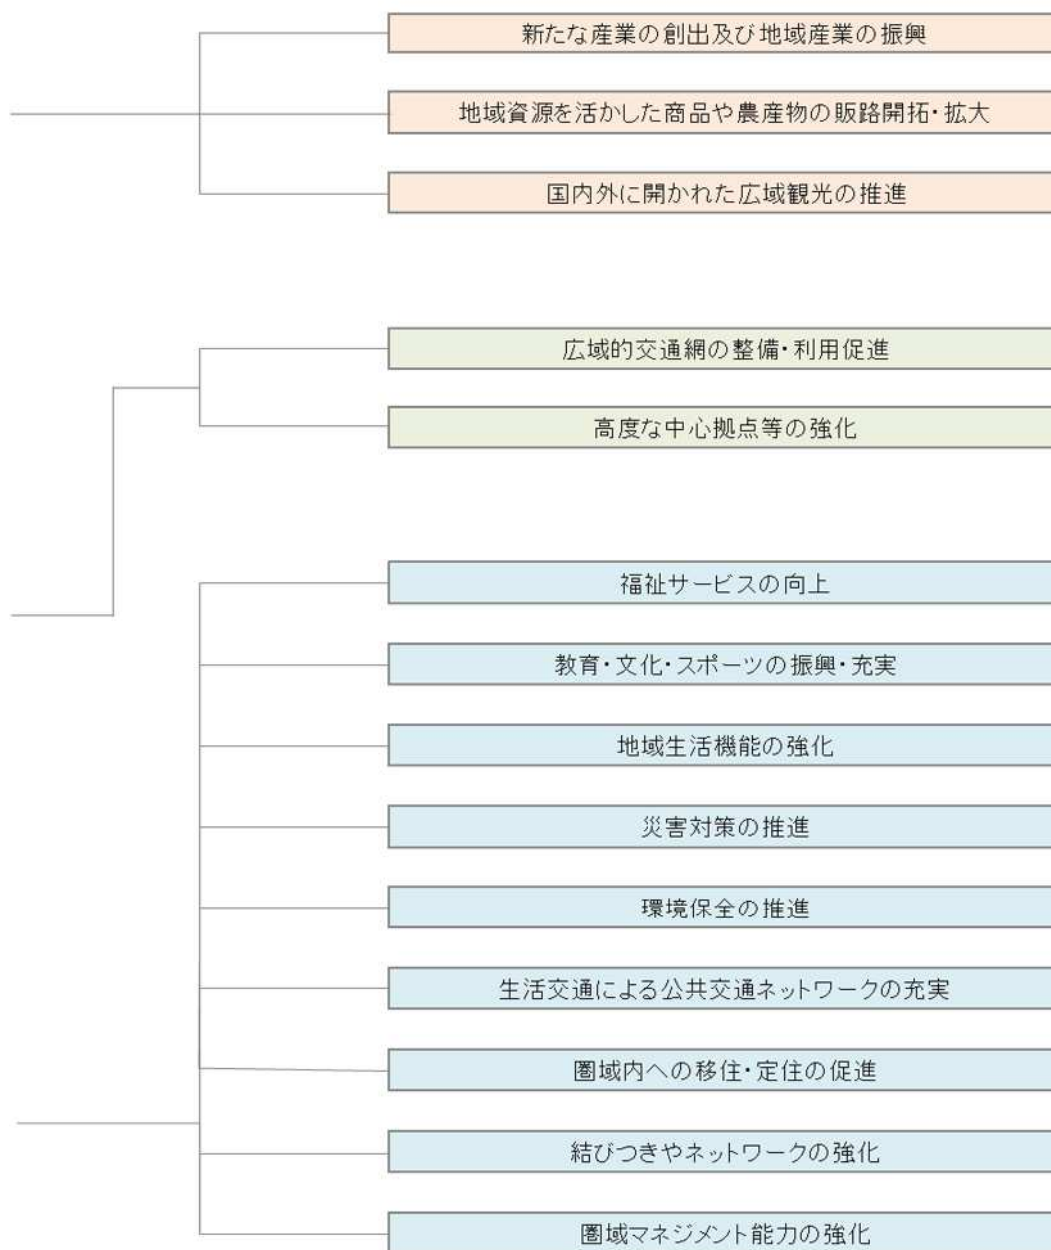 新たな産業の創出及び地域産業の振興
地域資源を活かした商品や農産物の販路開拓・拡大
国内外に開かれた広域観光の推進
広域的交通網の整備・利用促進
高度な中心拠点等の強化
福祉サービスの向上
教育・文化・スポーツの振興・充実
地域生活機能の強化
災害対策の推進
環境保全の推進
生活交通による公共交通ネットワークの充実
圏域内への移住・定住の促進
結びつきやネットワークの強化
圏域マネジメント能力の強化